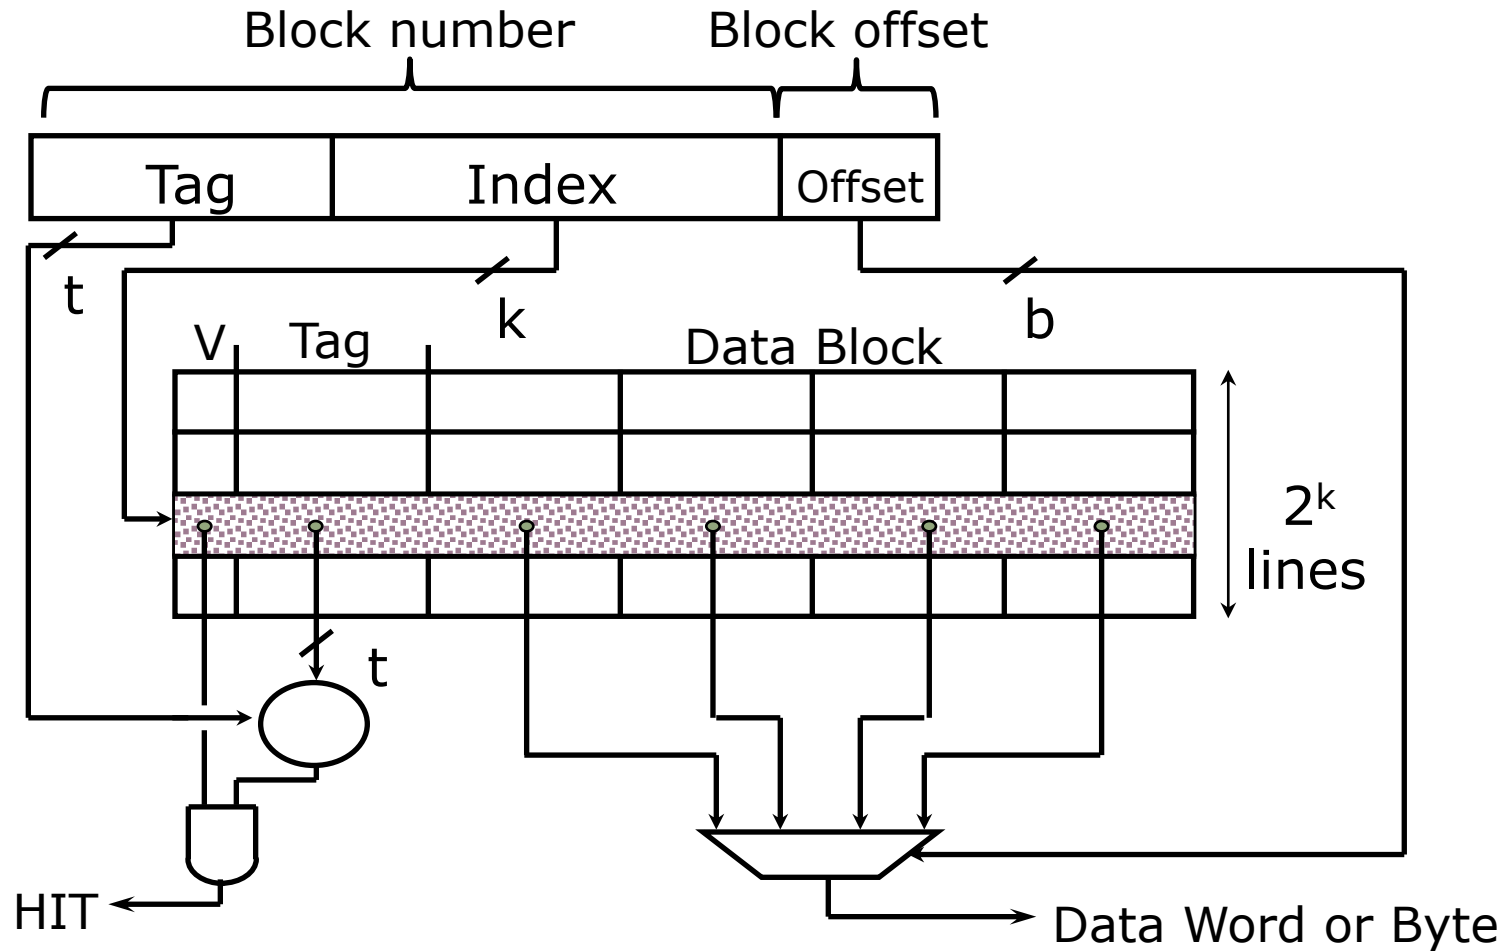 Block number
Block offset
Tag
Index
Offset
t
k
b
V
Tag
Data Block
2ᵏ
lines
t
HIT
Data Word or Byte